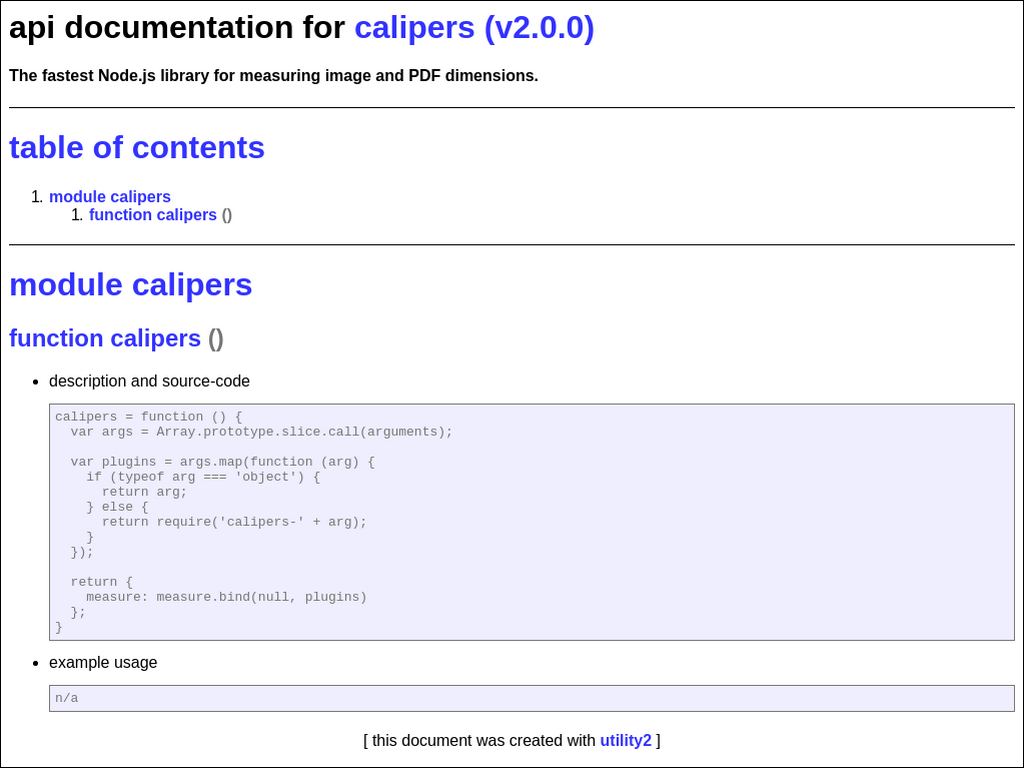 api documentation for calipers (v2.0.0)
The fastest Node.js library for measuring image and PDF dimensions.
table of contents
1. module calipers
1. function calipers ()
module calipers
function calipers ()
• description and source-code
calipers = function () {
  var args = Array.prototype.slice.call(arguments);

  var plugins = args.map(function (arg) {
    if (typeof arg === 'object') {
      return arg;
    } else {
      return require('calipers-' + arg);
    }
  });

  return {
    measure: measure.bind(null, plugins)
  };
}
• example usage
n/a
[ this document was created with utility2 ]